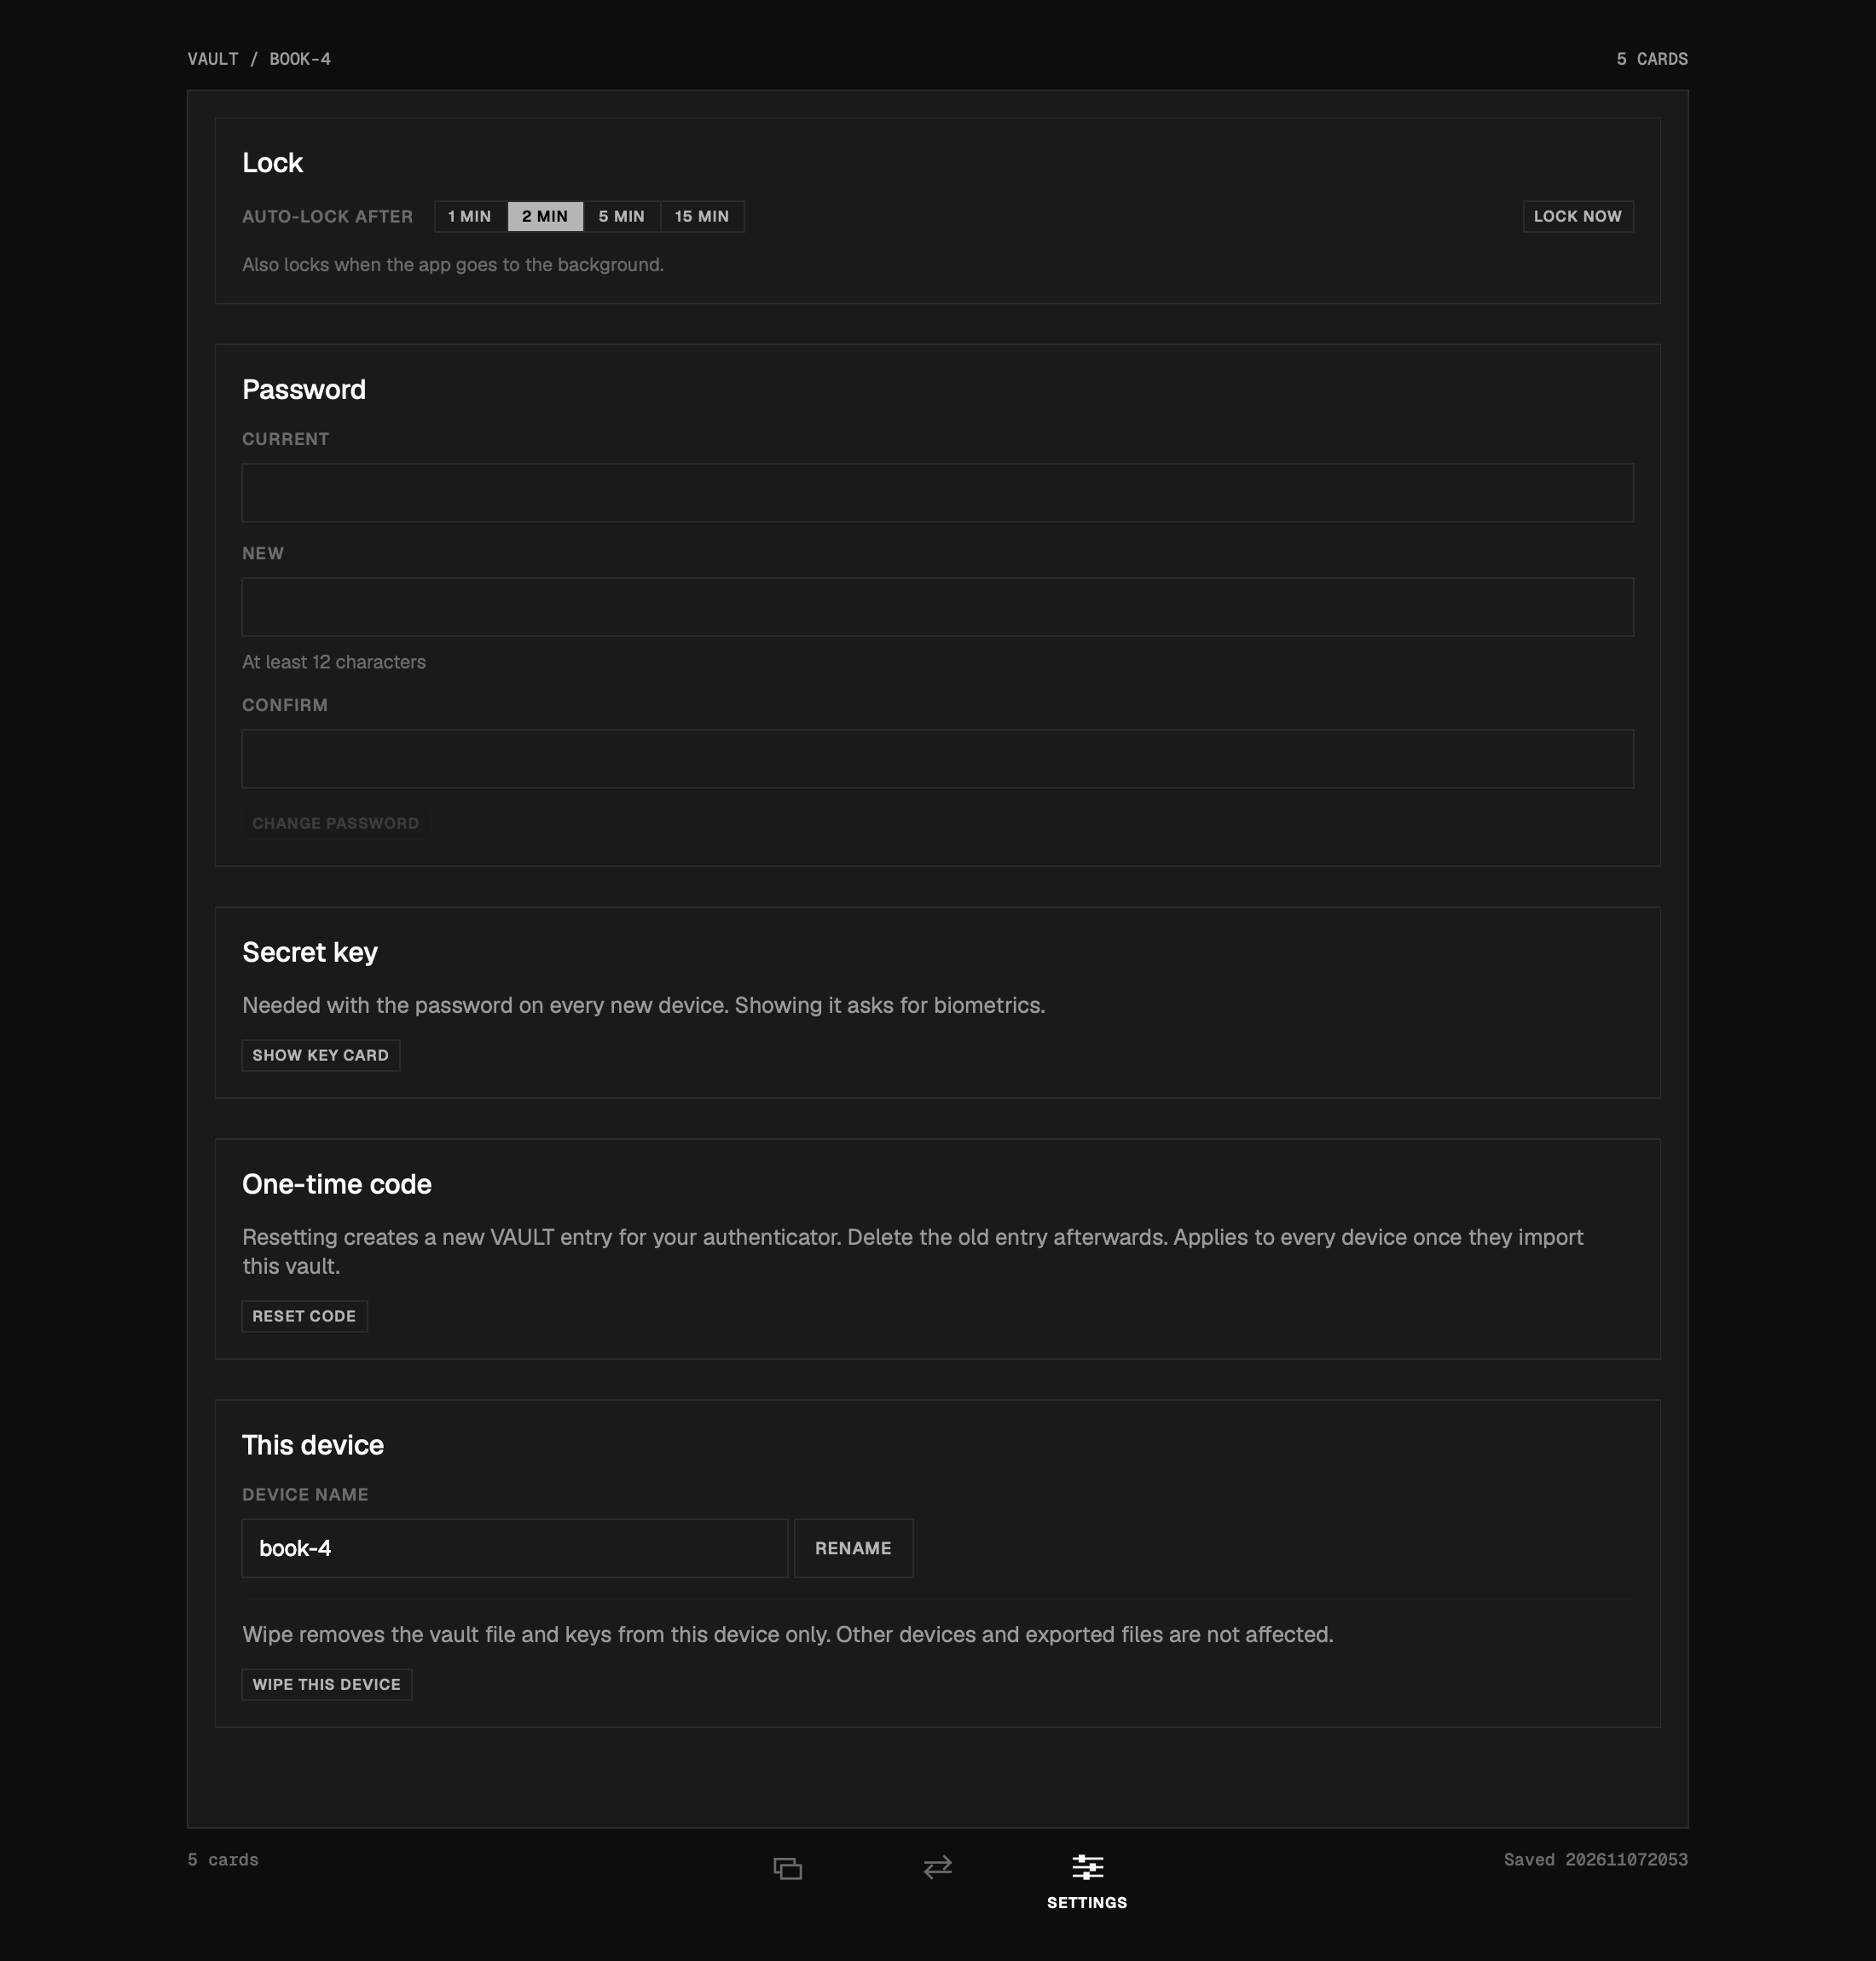 VAULT / BOOK-4
5 CARDS
Lock
AUTO-LOCK AFTER
1 MIN
2 MIN
5 MIN
15 MIN
LOCK NOW
Also locks when the app goes to the background.
Password
CURRENT
NEW
At least 12 characters
CONFIRM
CHANGE PASSWORD
Secret key
Needed with the password on every new device. Showing it asks for biometrics.
SHOW KEY CARD
One-time code
Resetting creates a new VAULT entry for your authenticator. Delete the old entry afterwards. Applies to every device once they import
this vault.
RESET CODE
This device
DEVICE NAME
book-4
RENAME
Wipe removes the vault file and keys from this device only. Other devices and exported files are not affected.
WIPE THIS DEVICE
5 cards
SETTINGS
Saved 202611072053